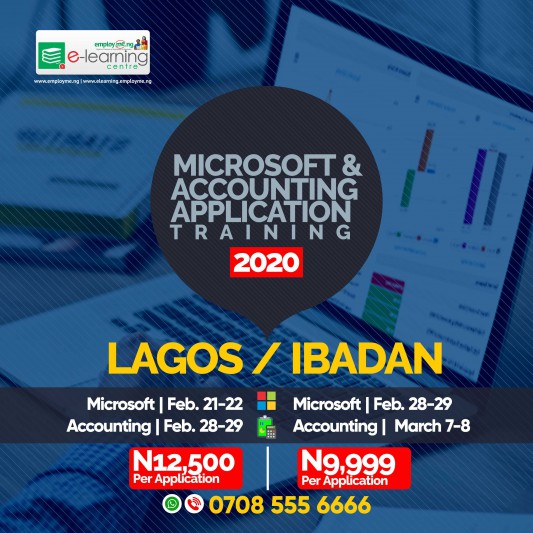 employ me.ng
e-learning
centre
www.employme.ng | www.elearning.employme.ng
MICROSOFT &
ACCOUNTING
APPLICATION
TRAINING
2020
LAGOS / IBADAN
Microsoft | Feb. 21-22 Microsoft | Feb. 28-29
Accounting | Feb. 28-29 Accounting | March 7-8
N12,500 N9,999
Per Application Per Application
0708 555 6666